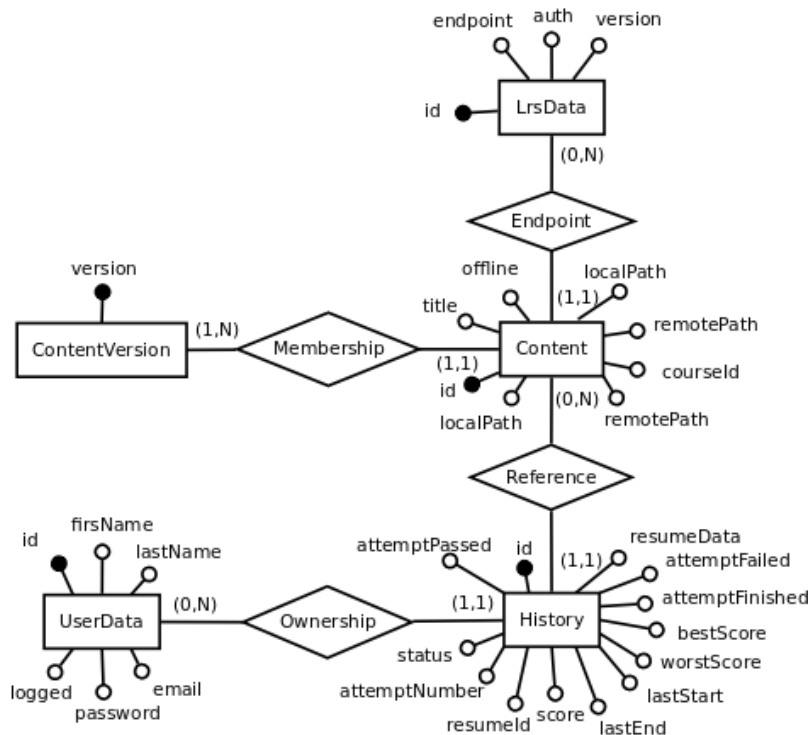 endpoint
auth
version
id
LrsData
(0,N)
Endpoint
version
offline
localPath
(1,1)
title
(1,N)
ContentVersion
Membership
Content
remotePath
(1,1)
courseId
id
(0,N)
localPath
remotePath
Reference
firsName
id
lastName
attemptPassed
id
resumeData
(1,1)
attemptFailed
(0,N)
(1,1)
attemptFinished
UserData
Ownership
History
bestScore
status
worstScore
logged
email
attemptNumber
lastStart
password
resumeId
score
lastEnd